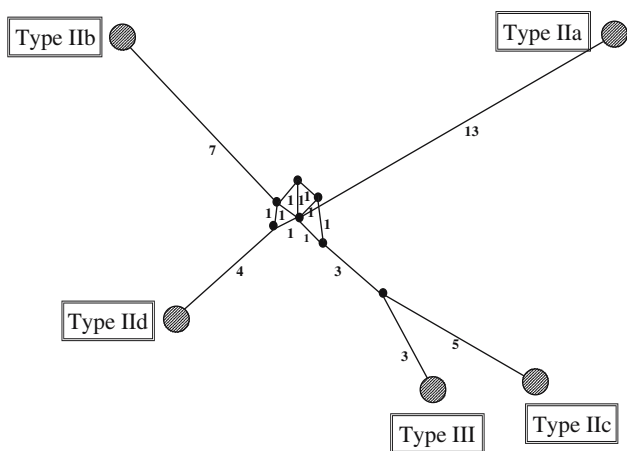 Type IIb
Type IIa
13
7
1
1 1
1
1 1 1
1
1 1
4
3
Type IId
3
5
Type III
Type IIc